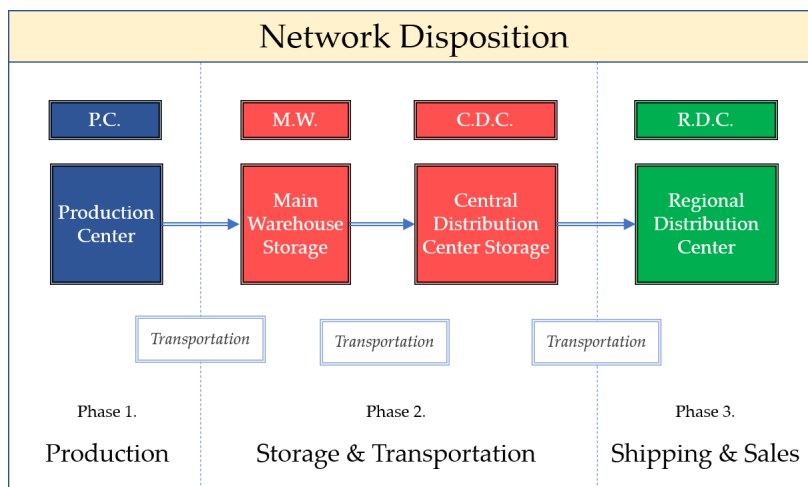 Network Disposition
P.C.
M.W.
C.D.C.
R.D.C.
Production
Center
Main
Warehouse
Storage
Central
Distribution
Center Storage
Regional
Distribution
Center
Transportation
Transportation
Transportation
Phase 1.
Phase 2.
Phase 3.
Production
Storage & Transportation
Shipping & Sales